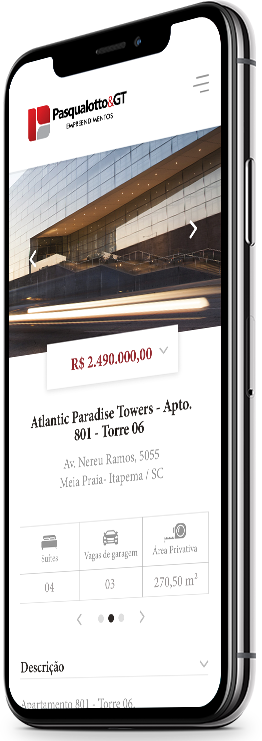 Pasqualotto&GT
EMPREENDIMENTOS
R$ 2.490.000,00
Atlantic Paradise Towers - Apto.
801 - Torre 06
Av. Nereu Ramos, 5055
Meia Praia- Itapema / SC
Suítes
Vagas de garagem
Área Privativa
04
03
270,50 m²
Descrição
Apartamento 801 - Torre 06,